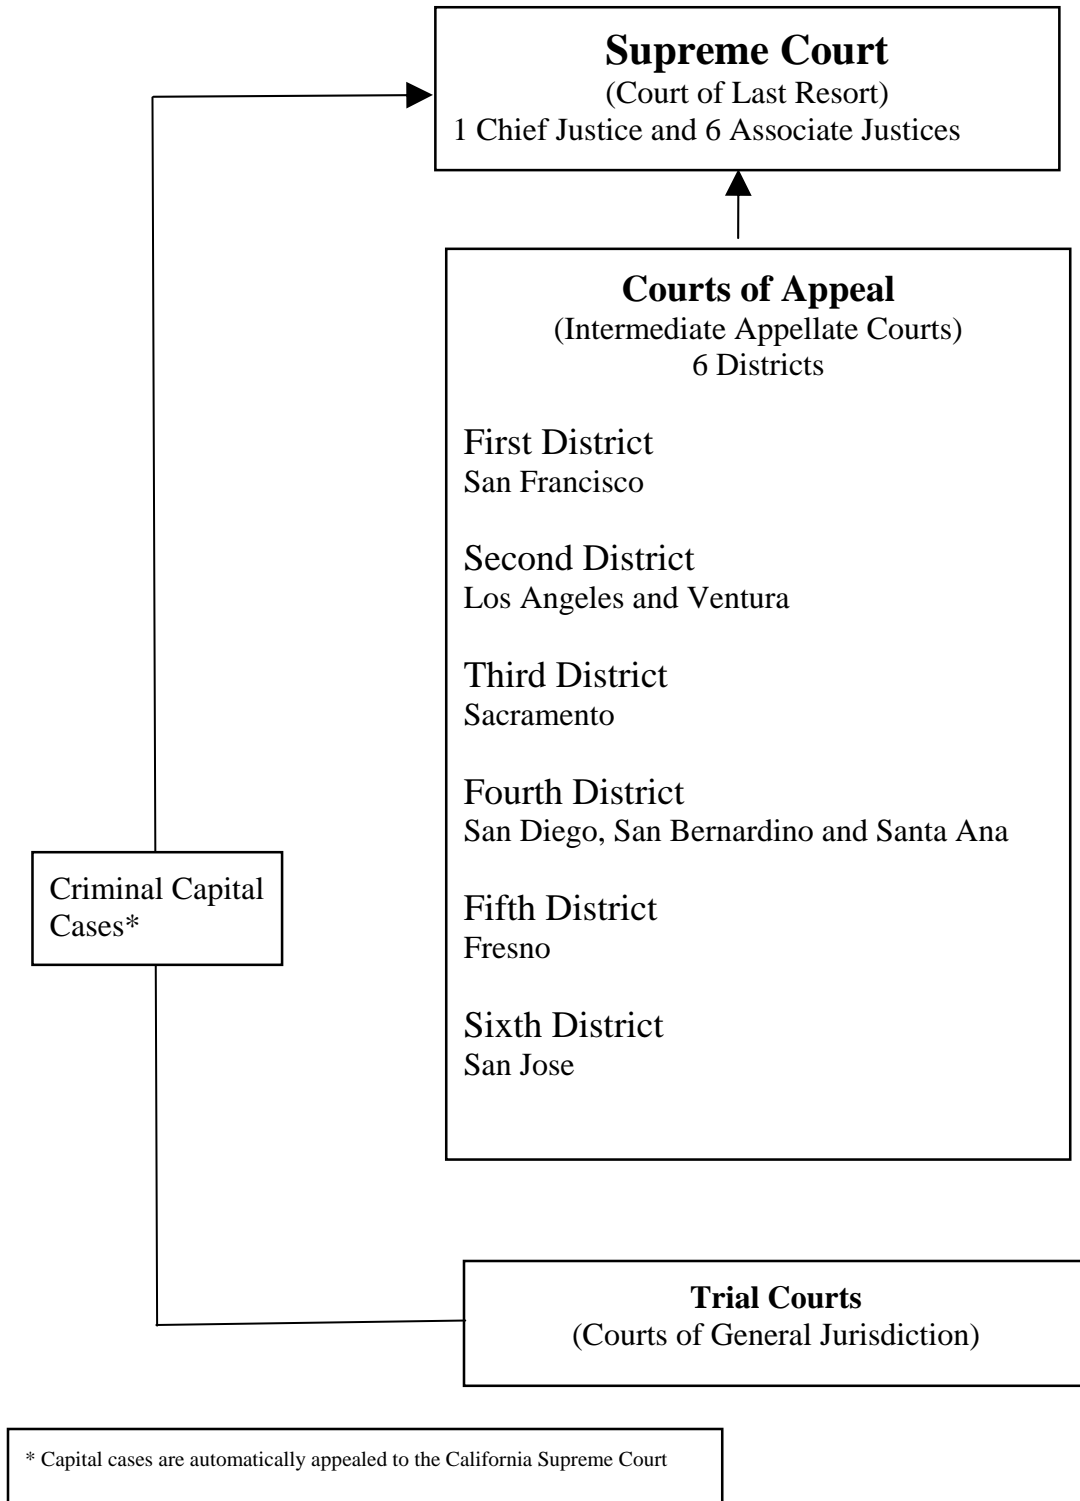 Supreme Court
(Court of Last Resort)
1 Chief Justice and 6 Associate Justices
Courts of Appeal
(Intermediate Appellate Courts)
6 Districts
First District
San Francisco
Second District
Los Angeles and Ventura
Third District
Sacramento
Fourth District
San Diego, San Bernardino and Santa Ana
Criminal Capital
Cases*
Fifth District
Fresno
Sixth District
San Jose
Trial Courts
(Courts of General Jurisdiction)
* Capital cases are automatically appealed to the California Supreme Court